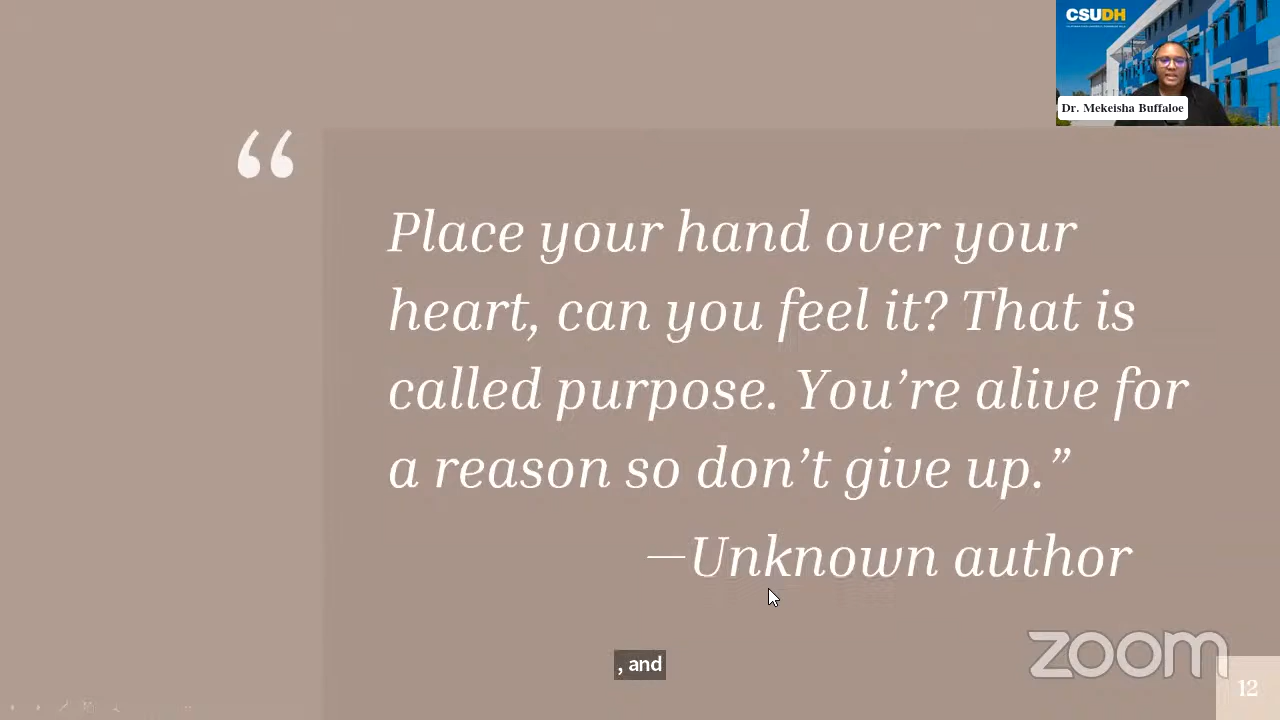 CSUDH
Dr. Mekeisha Buffaloe
“
Place your hand over your
heart, can you feel it? That is
called purpose. You’re alive for
a reason so don’t give up.”
—Unknown author
, and
zoom
12